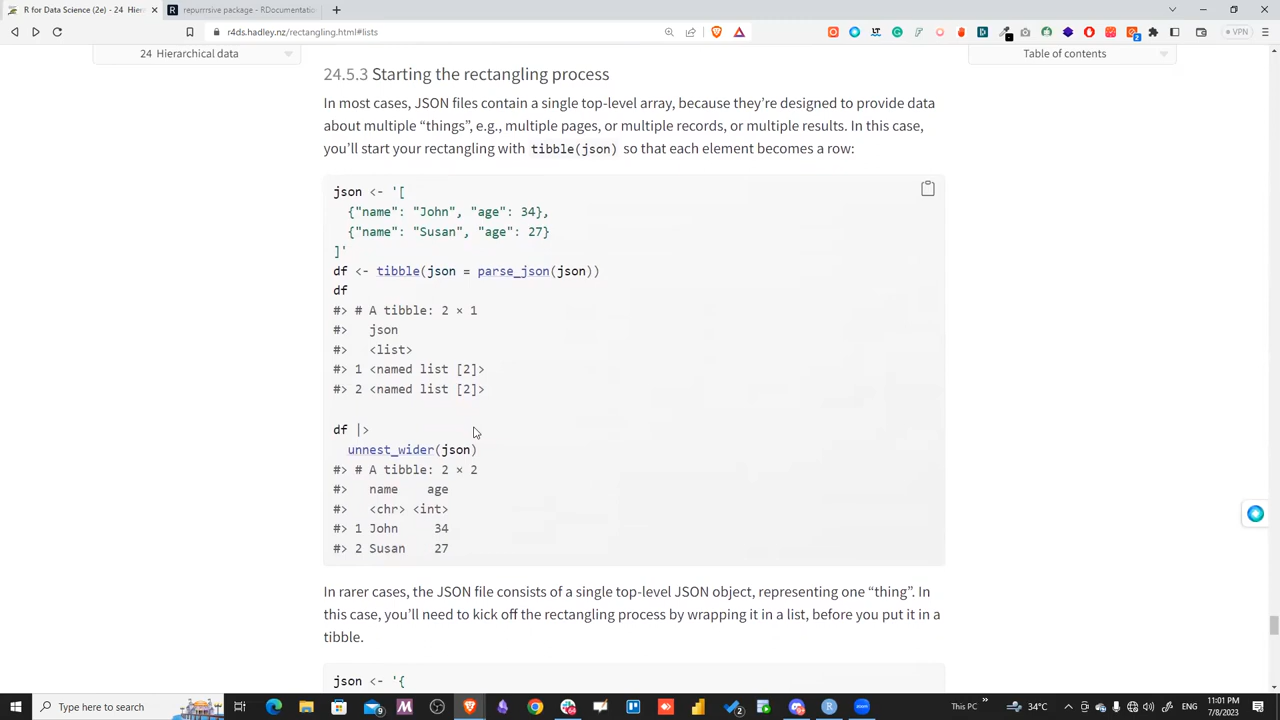 R for Data Science (2e) - 24 Hiera
repurrrsive package - RDocumentatio
r4ds.hadley.nz/rectangling.html#lists
VPN
24 Hierarchical data
Table of contents
24.5.3 Starting the rectangling process
In most cases, JSON files contain a single top-level array, because they’re designed to provide data
about multiple “things”, e.g., multiple pages, or multiple records, or multiple results. In this case,
you’ll start your rectangling with tibble(json) so that each element becomes a row:
json <- '[
{"name": "John", "age": 34},
{"name": "Susan", "age": 27}
]'
df <- tibble(json = parse_json(json))
df
#> # A tibble: 2 × 1
#> json
#> <list>
#> 1 <named list [2]>
#> 2 <named list [2]>
df |>
unnest_wider(json)
#> # A tibble: 2 × 2
#> name age
#> <chr> <int>
#> 1 John 34
#> 2 Susan 27
In rarer cases, the JSON file consists of a single top-level JSON object, representing one “thing”. In
this case, you’ll need to kick off the rectangling process by wrapping it in a list, before you put it in a
tibble.
json <- '{
Type here to search
This PC
34°C
11:01 PM
7/8/2023